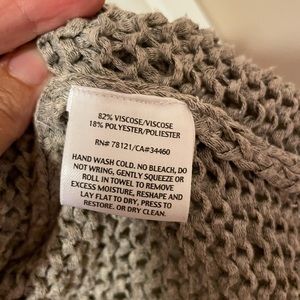 82% VISCOSE/VISCOSE
18% POLYESTER/POLIESTER
RN# 78121/CA#34460
HAND WASH COLD. NO BLEACH, DO
NOT WRING, GENTLY SQUEEZE OR
ROLL IN TOWEL TO REMOVE
EXCESS MOISTURE, RESHAPE AND
LAY FLAT TO DRY, PRESS TO
RESTORE. OR DRY CLEAN.